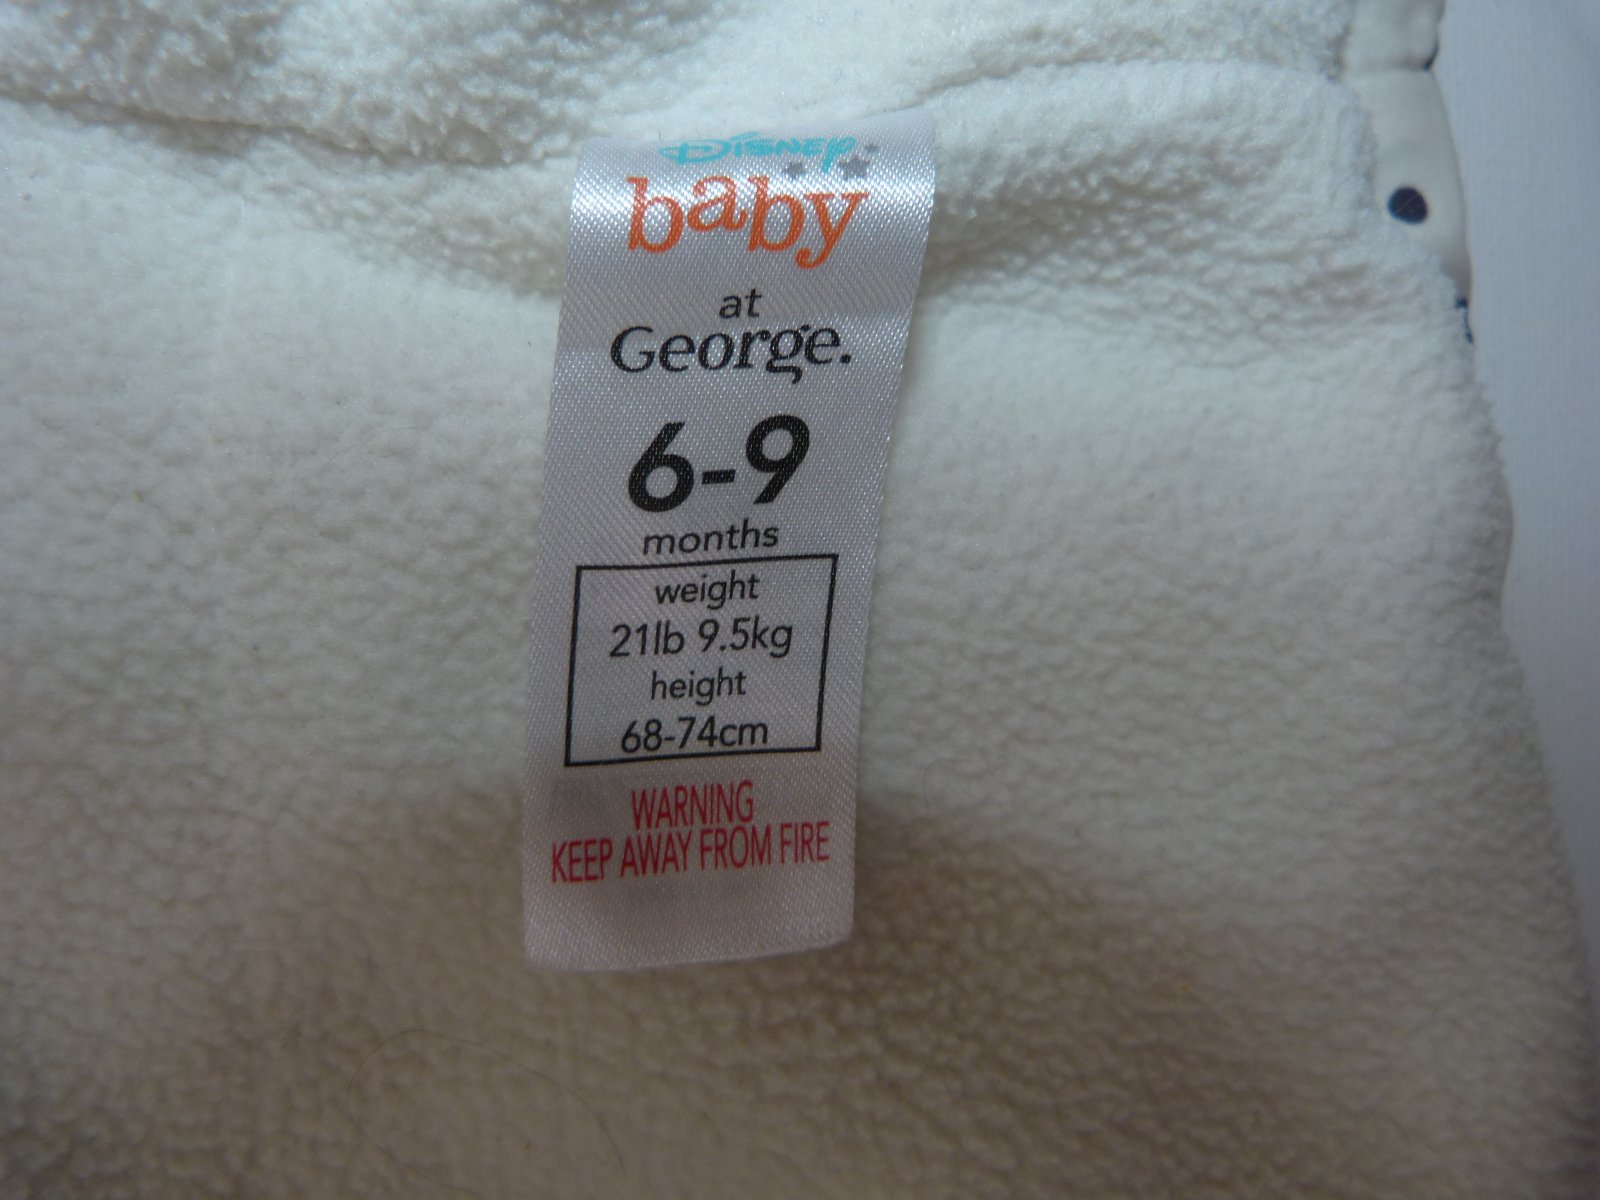 Disney
baby
at
George.
6-9
months
weight
21lb 9.5kg
height
68-74cm
WARNING
KEEP AWAY FROM FIRE